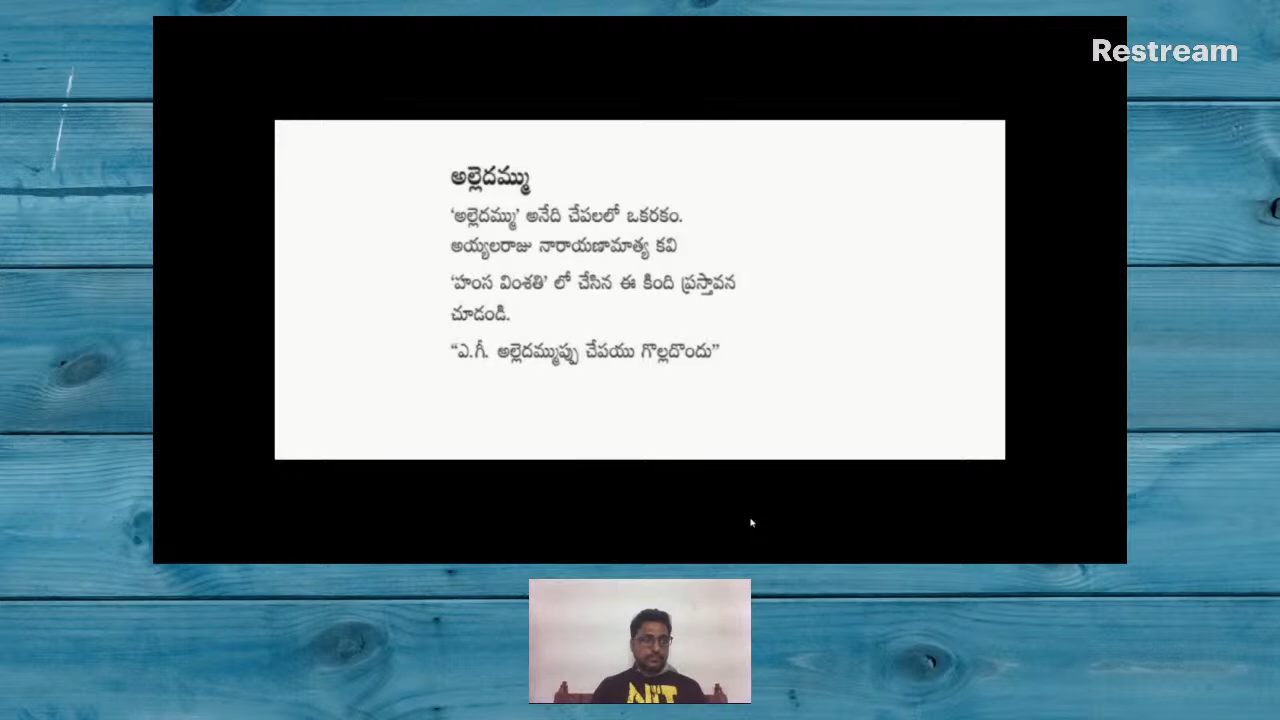 Restream
అల్లెదమ్ము
‘అల్లెదమ్ము’ అనేది చేపలలో ఒకరకం.
అయ్యలరాజు నారాయణామాత్య కవి
‘హంస వింశతి’ లో చేసిన ఈ కింది ప్రస్తావన
చూడండి.
“ఎ.గీ. అల్లెదమ్ముప్పు చేపయు గొల్లదొందు”